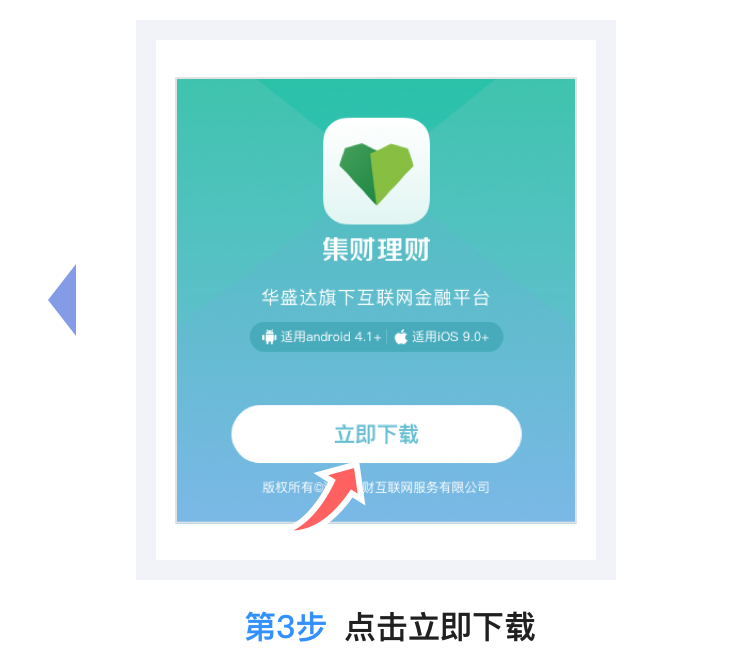 集财理财
华盛达旗下互联网金融平台
适用android 4.1+ 适用iOS 9.0+
立即下载
版权所有© 财互联网服务有限公司
第3步 点击立即下载